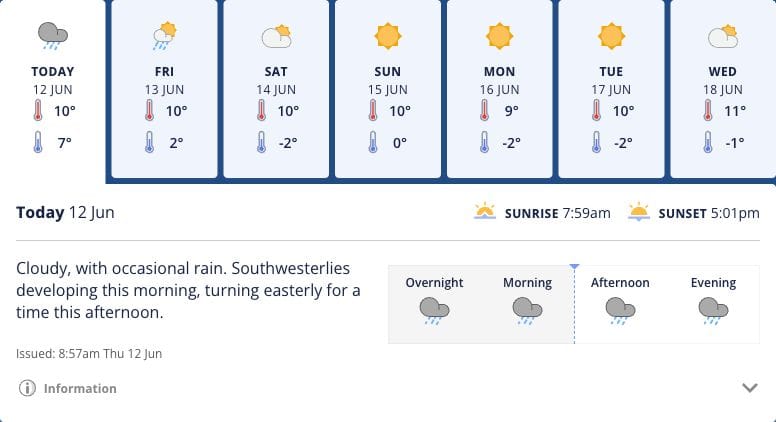 TODAY
12 JUN
10°
7°
FRI
13 JUN
10°
2°
SAT
14 JUN
10°
-2°
SUN
15 JUN
10°
0°
MON
16 JUN
9°
-2°
TUE
17 JUN
10°
-2°
WED
18 JUN
11°
-1°
Today 12 Jun
SUNRISE 7:59am SUNSET 5:01pm
Cloudy, with occasional rain. Southwesterlies
developing this morning, turning easterly for a
time this afternoon.
Overnight Morning Afternoon Evening
Issued: 8:57am Thu 12 Jun
Information